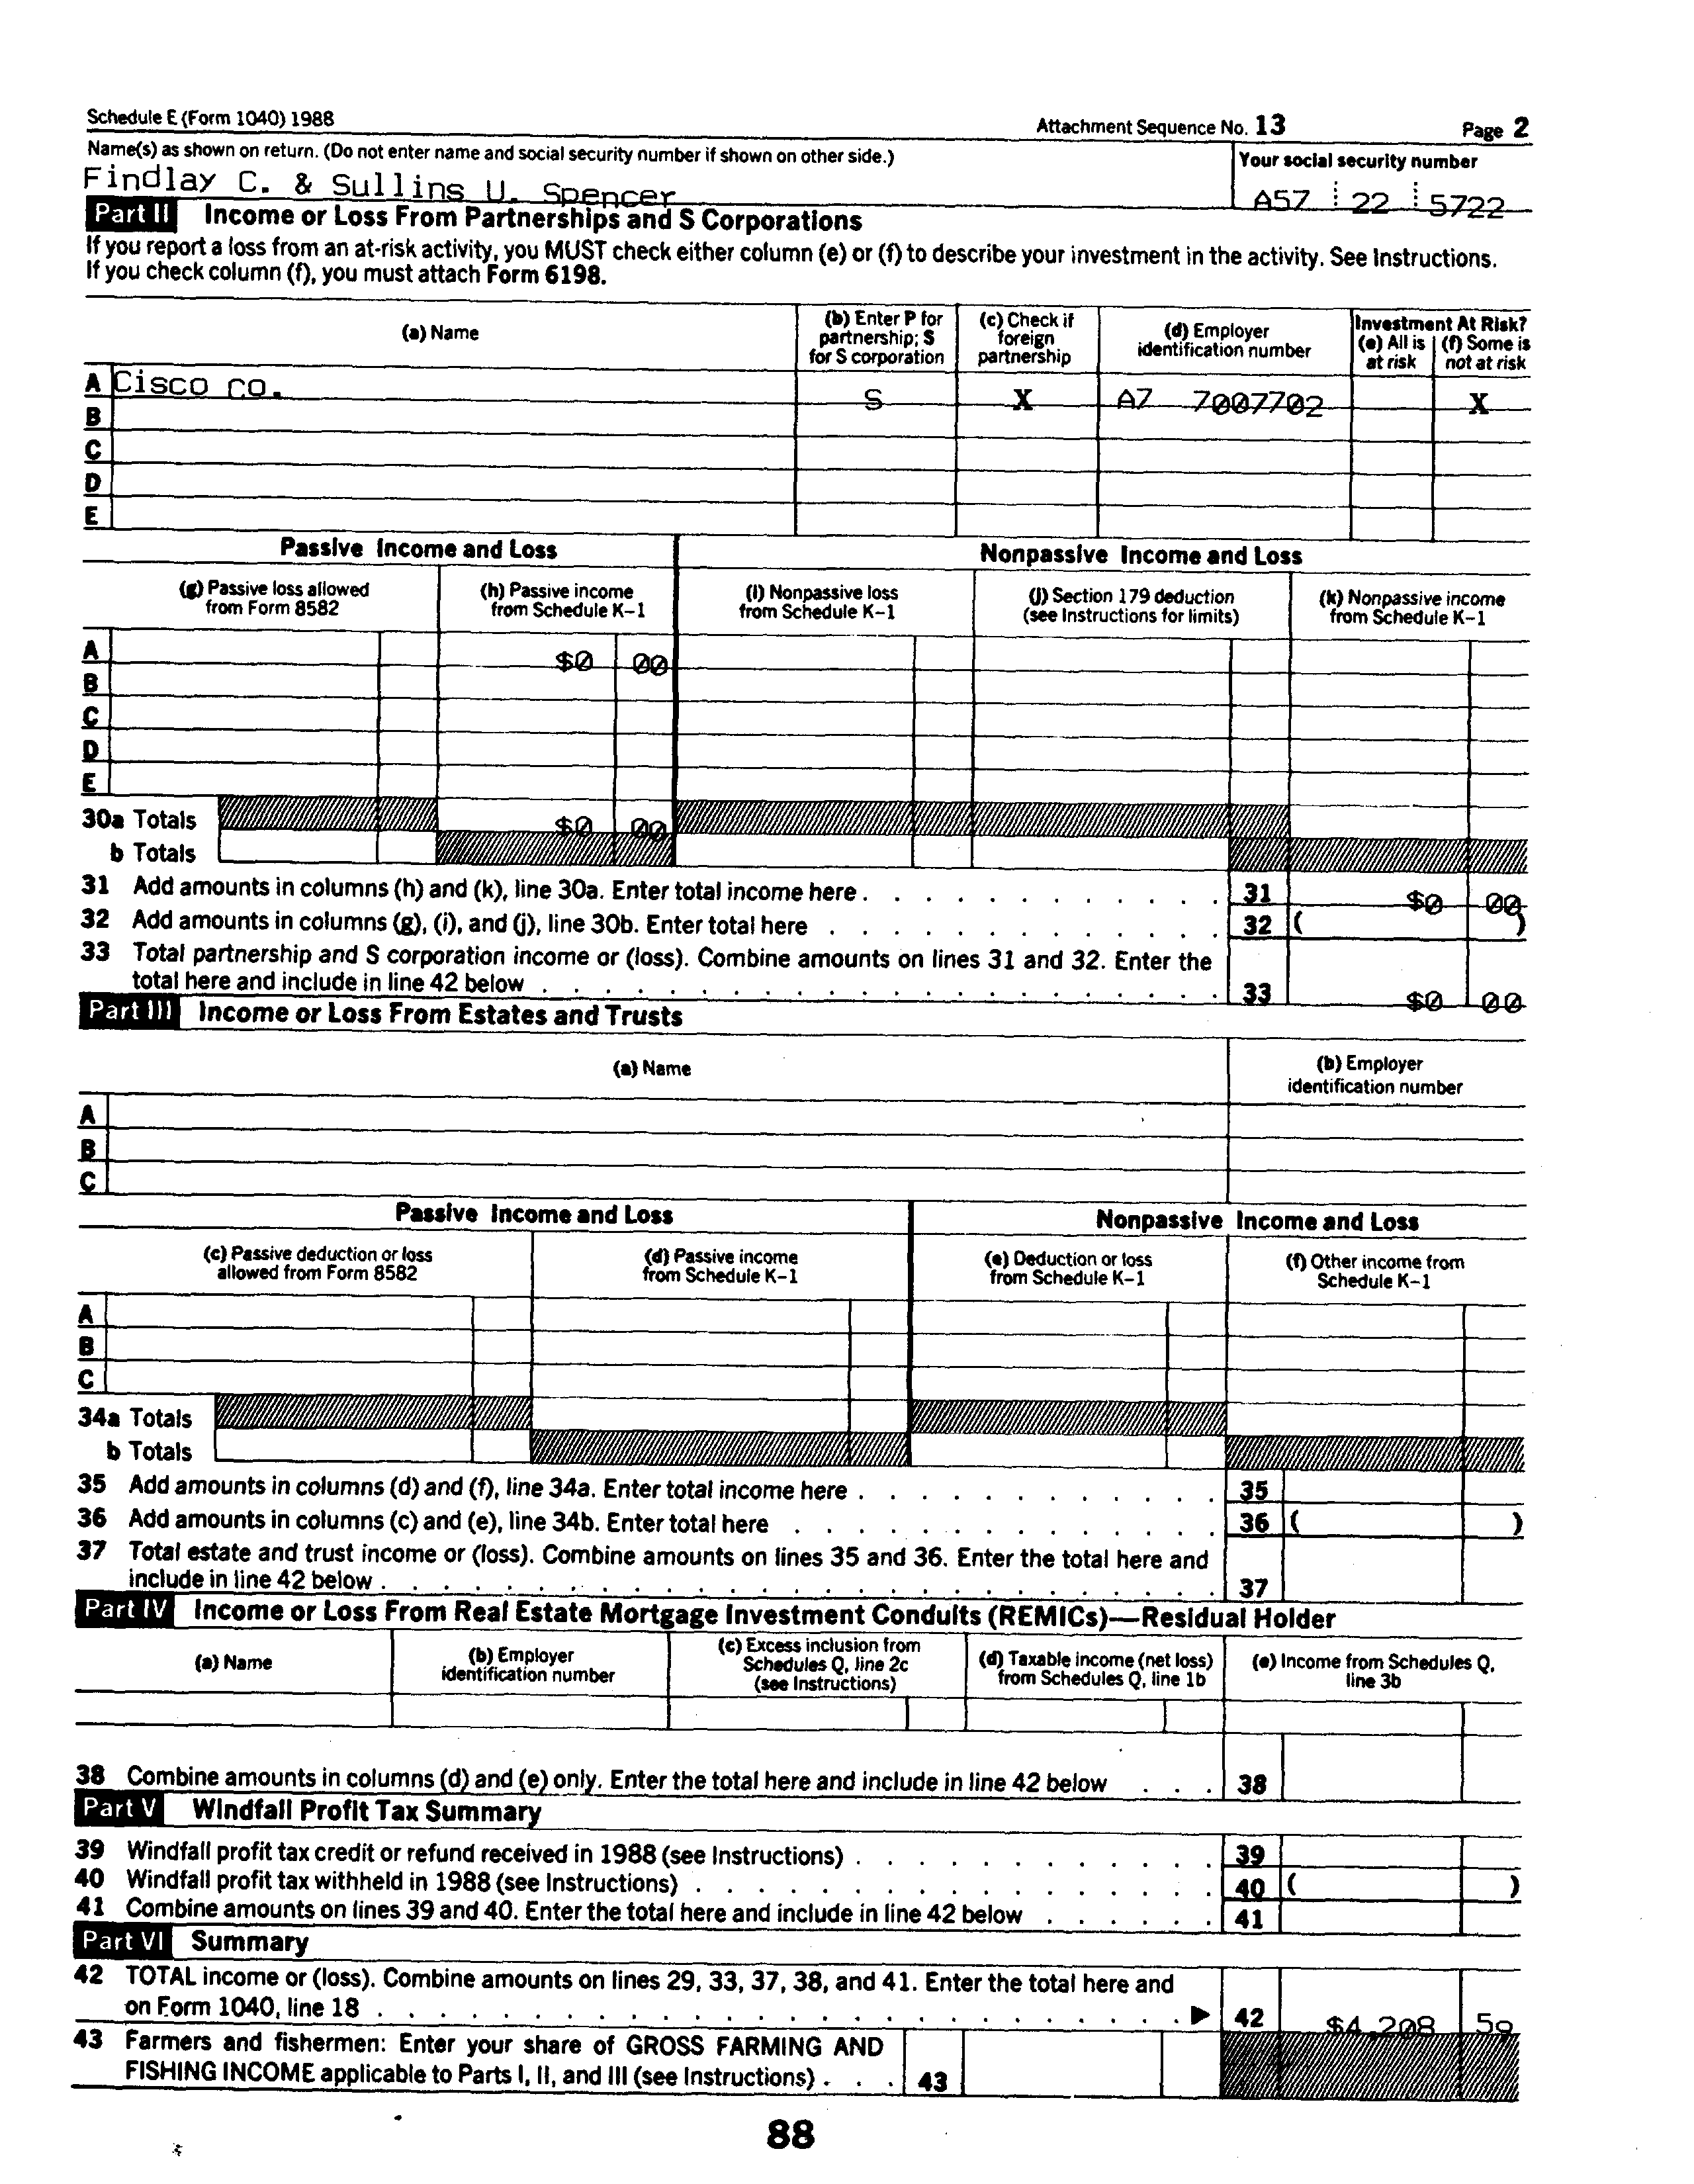 Schedule E (Form 1040) 1988 Attachment Sequence No. 13 Page 2
Name(s) as shown on return. (Do not enter name and social security number if shown on other side.) Your social security number
Findlay C. & Sullins U. Spencer A57 22 5722
Part II Income or Loss From Partnerships and S Corporations
If you report a loss from an at-risk activity, you MUST check either column (e) or (f) to describe your investment in the activity. See Instructions.
If you check column (f), you must attach Form 6198.
(a) Name (b) Enter P for partnership; S for S corporation (c) Check if foreign partnership (d) Employer identification number Investment At Risk? (e) All is at risk (f) Some is not at risk
A Cisco co. S X A7 7007702 X
B
C
D
E
Passive Income and Loss Nonpassive Income and Loss
(g) Passive loss allowed from Form 8582 (h) Passive income from Schedule K-1 (i) Nonpassive loss from Schedule K-1 (j) Section 179 deduction (see Instructions for limits) (k) Nonpassive income from Schedule K-1
A $0 00
B
C
D
E
30a Totals $0 00
b Totals
31 Add amounts in columns (h) and (k), line 30a. Enter total income here . . . . . . . . . . . . 31 $0 00
32 Add amounts in columns (g), (i), and (j), line 30b. Enter total here . . . . . . . . . . . . . 32 ( )
33 Total partnership and S corporation income or (loss). Combine amounts on lines 31 and 32. Enter the
total here and include in line 42 below . . . . . . . . . . . . . . . . . . . . . . 33 $0 00
Part III Income or Loss From Estates and Trusts
(a) Name (b) Employer identification number
A
B
C
Passive Income and Loss Nonpassive Income and Loss
(c) Passive deduction or loss allowed from Form 8582 (d) Passive income from Schedule K-1 (e) Deduction or loss from Schedule K-1 (f) Other income from Schedule K-1
A
B
C
34a Totals
b Totals
35 Add amounts in columns (d) and (f), line 34a. Enter total income here . . . . . . . . . . . . 35
36 Add amounts in columns (c) and (e), line 34b. Enter total here . . . . . . . . . . . . . . 36 ( )
37 Total estate and trust income or (loss). Combine amounts on lines 35 and 36. Enter the total here and
include in line 42 below . . . . . . . . . . . . . . . . . . . . . . . . . . . 37
Part IV Income or Loss From Real Estate Mortgage Investment Conduits (REMICs)—Residual Holder
(a) Name (b) Employer identification number (c) Excess inclusion from Schedules Q, line 2c (see Instructions) (d) Taxable income (net loss) from Schedules Q, line 1b (e) Income from Schedules Q, line 3b
38 Combine amounts in columns (d) and (e) only. Enter the total here and include in line 42 below . . . 38
Part V Windfall Profit Tax Summary
39 Windfall profit tax credit or refund received in 1988 (see Instructions) . . . . . . . . . . . . 39
40 Windfall profit tax withheld in 1988 (see Instructions) . . . . . . . . . . . . . . . . . 40 ( )
41 Combine amounts on lines 39 and 40. Enter the total here and include in line 42 below . . . . . . 41
Part VI Summary
42 TOTAL income or (loss). Combine amounts on lines 29, 33, 37, 38, and 41. Enter the total here and
on Form 1040, line 18 . . . . . . . . . . . . . . . . . . . . . . . . . . ▶ 42 $4,208 59
43 Farmers and fishermen: Enter your share of GROSS FARMING AND
FISHING INCOME applicable to Parts I, II, and III (see Instructions) . . . 43
88